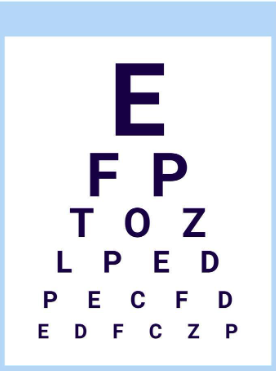 E
F P
T O Z
L P E D
P E C F D
E D F C Z P